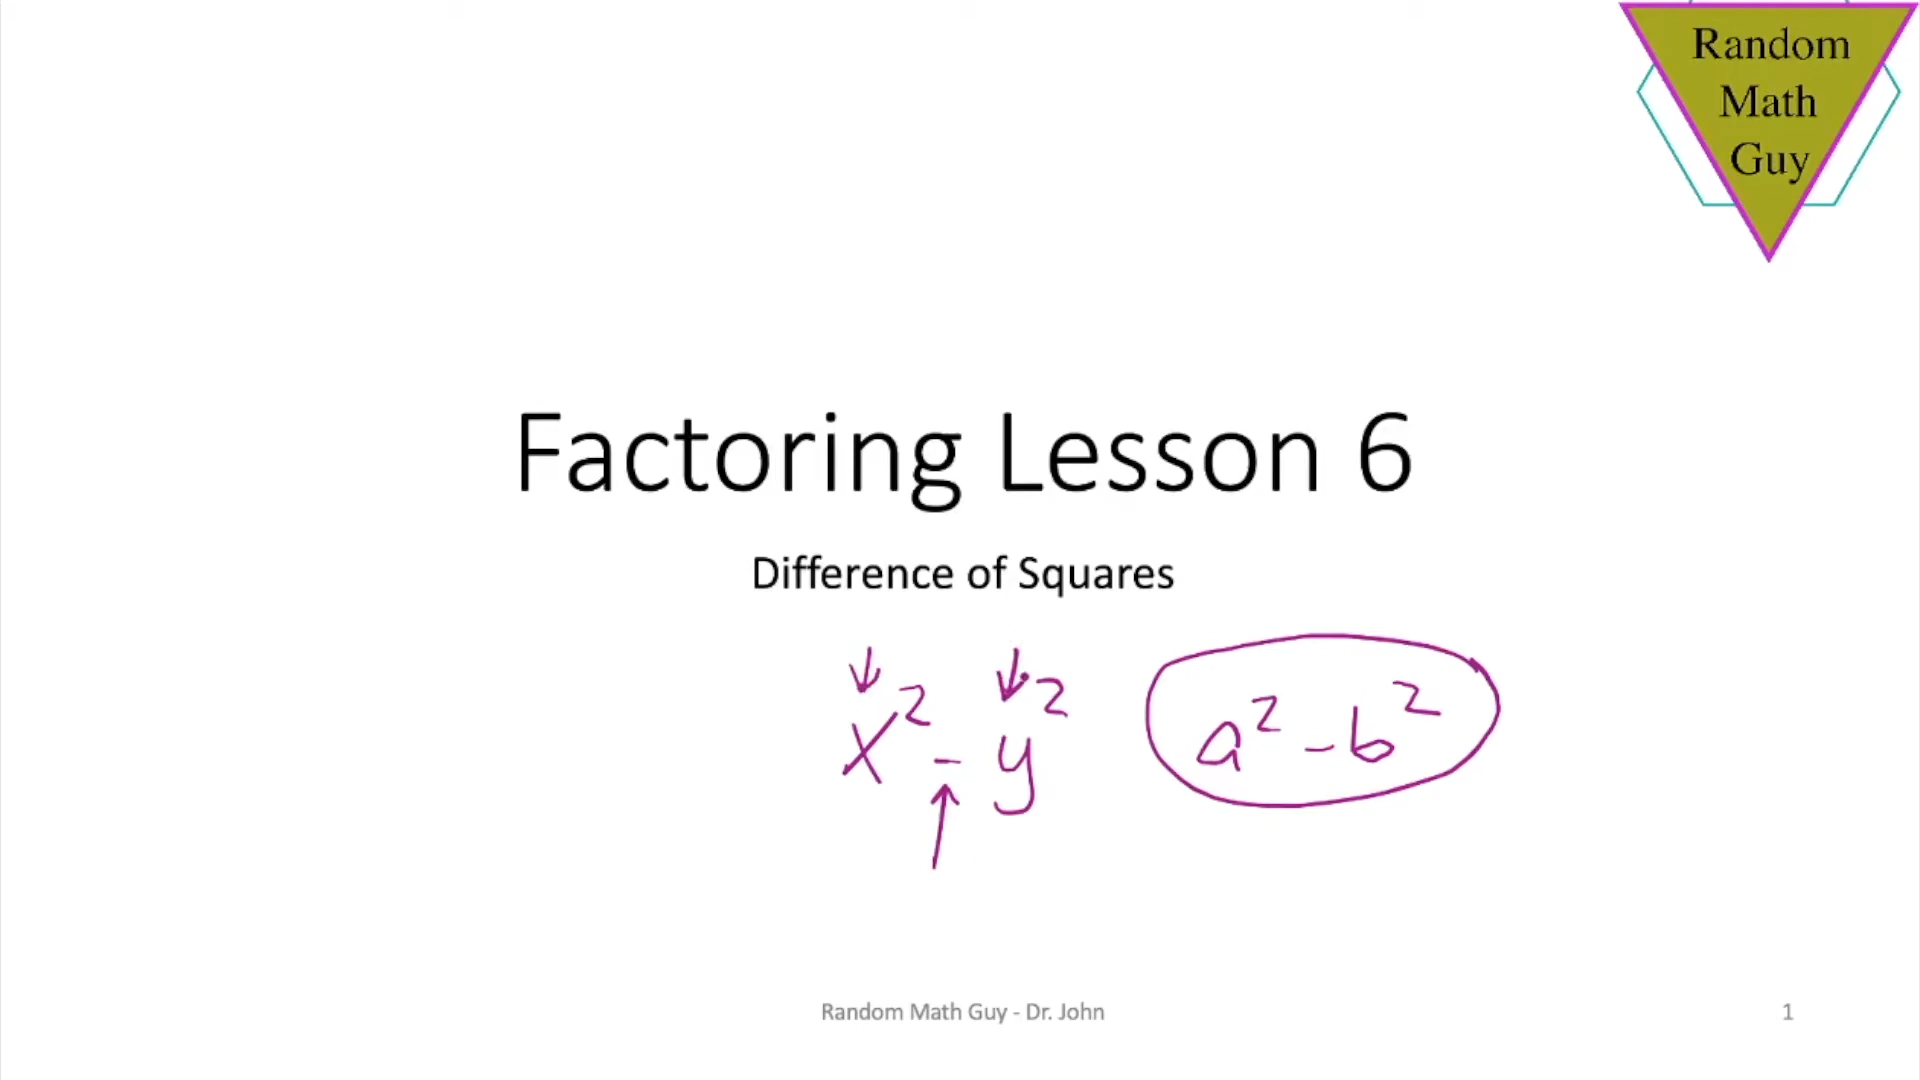 Random
Math
Guy
Factoring Lesson 6
Difference of Squares
x² - y² a² - b²
Random Math Guy - Dr. John
1